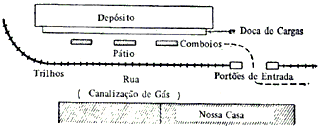 Depósito
Doca de Cargas
Comboios
Pátio
Trilhos
Rua
Portões de Entrada
( Canalização de Gás )
Nossa Casa